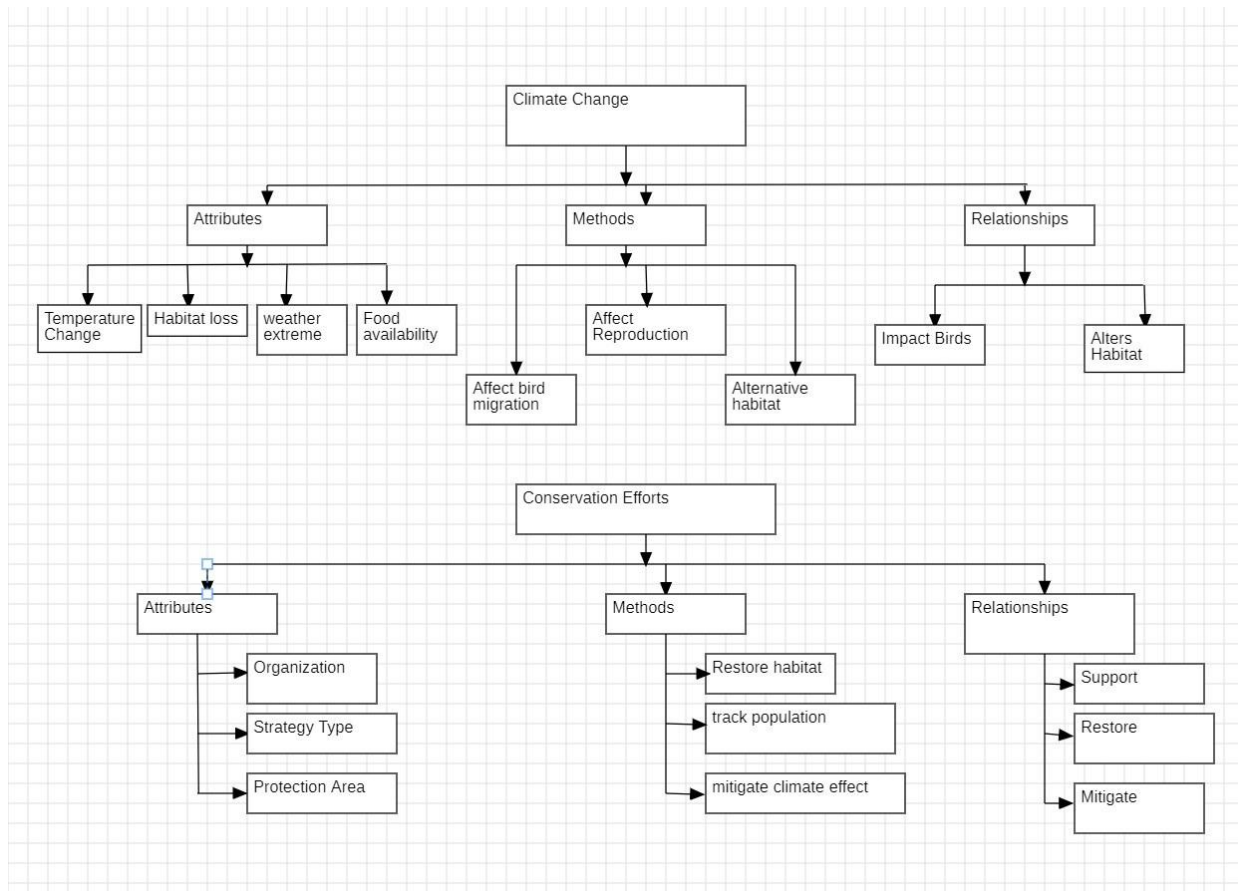 Climate Change
Attributes
Methods
Relationships
Temperature
Change
Habitat loss
weather
extreme
Food
availability
Affect
Reproduction
Affect bird
migration
Alternative
habitat
Impact Birds
Alters
Habitat
Conservation Efforts
Attributes
Organization
Strategy Type
Protection Area
Methods
Restore habitat
track population
mitigate climate effect
Relationships
Support
Restore
Mitigate